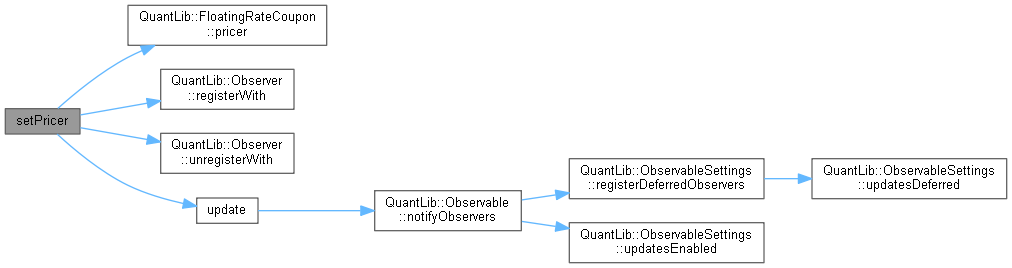 QuantLib::FloatingRateCoupon
::pricer
QuantLib::Observer
::registerWith
setPricer
QuantLib::Observer
::unregisterWith
update
QuantLib::Observable
::notifyObservers
QuantLib::ObservableSettings
::registerDeferredObservers
QuantLib::ObservableSettings
::updatesDeferred
QuantLib::ObservableSettings
::updatesEnabled